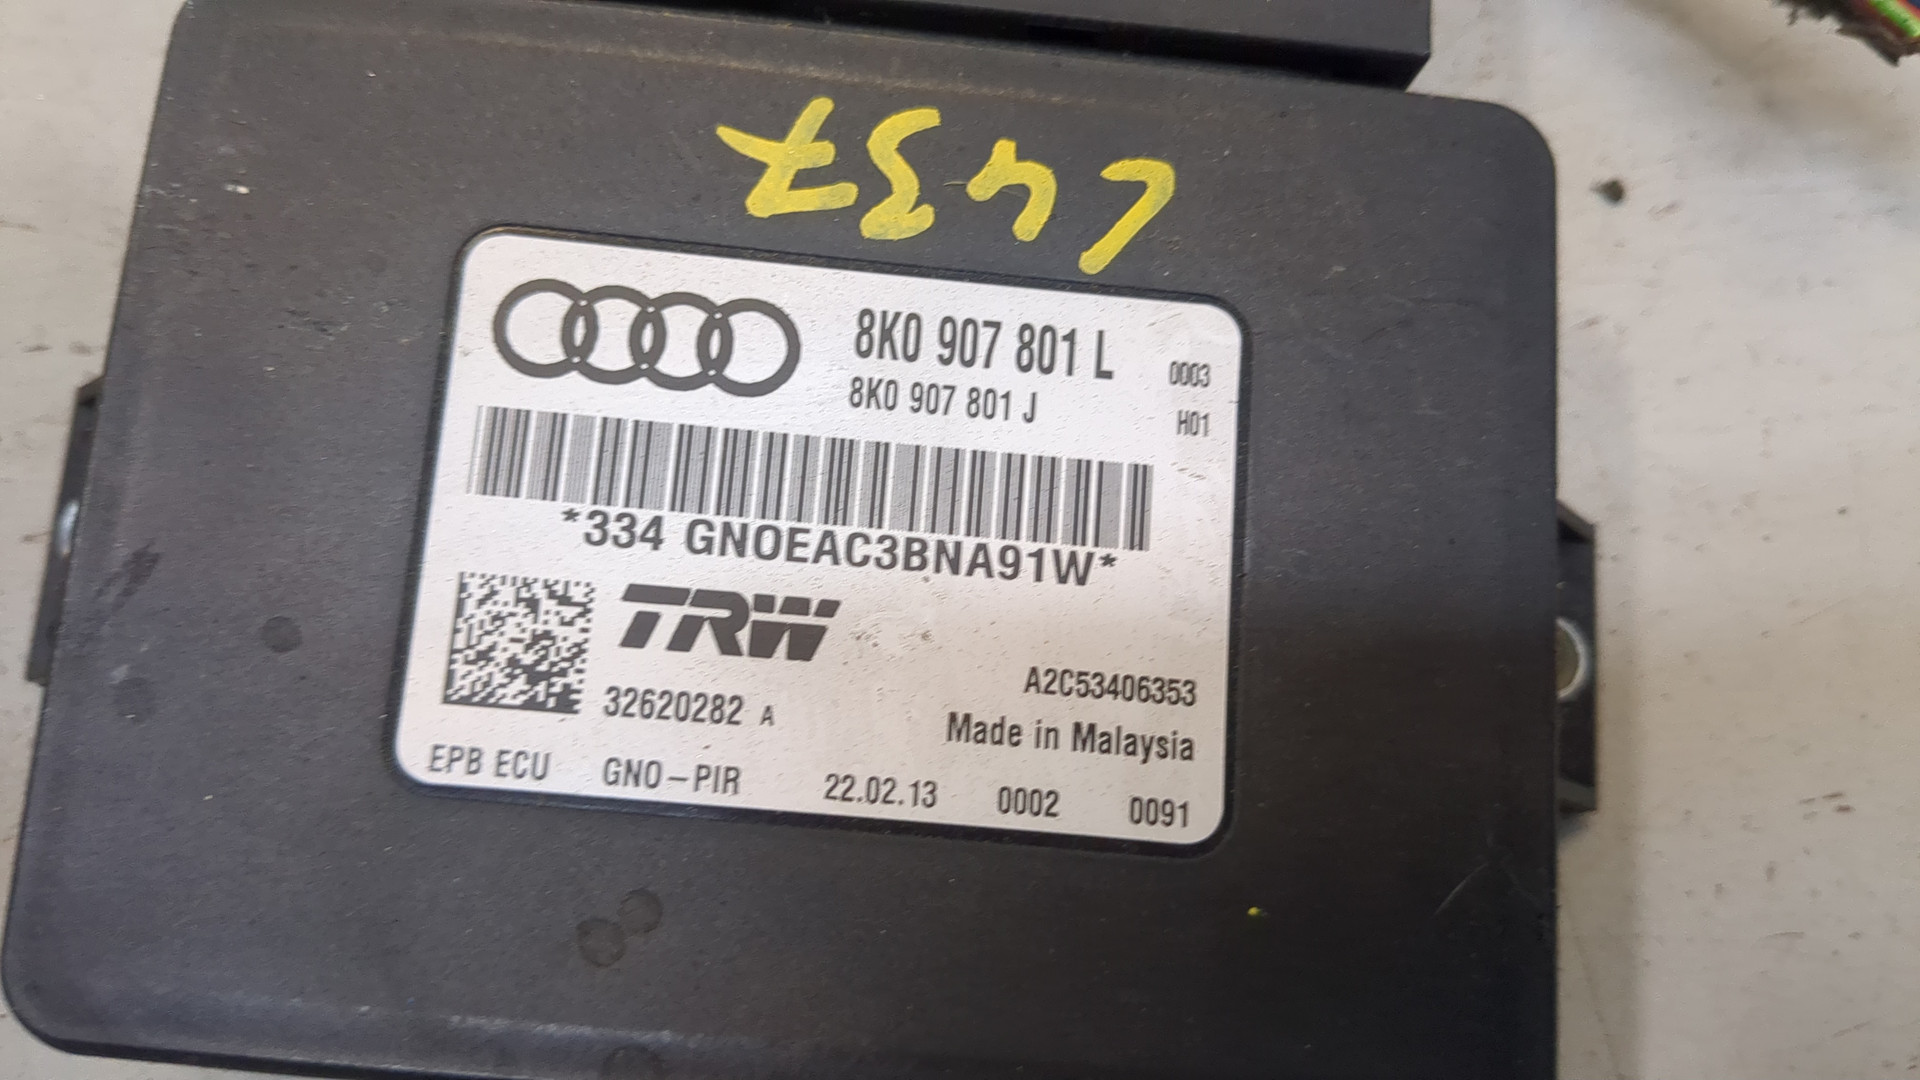 L437
8K0 907 801 L 0003
8K0 907 801 J H01
*334 GNOEAC3BNA91W*
TRW
A2C53406353
32620282 A
Made in Malaysia
EPB ECU GNO-PIR 22.02.13 0002 0091